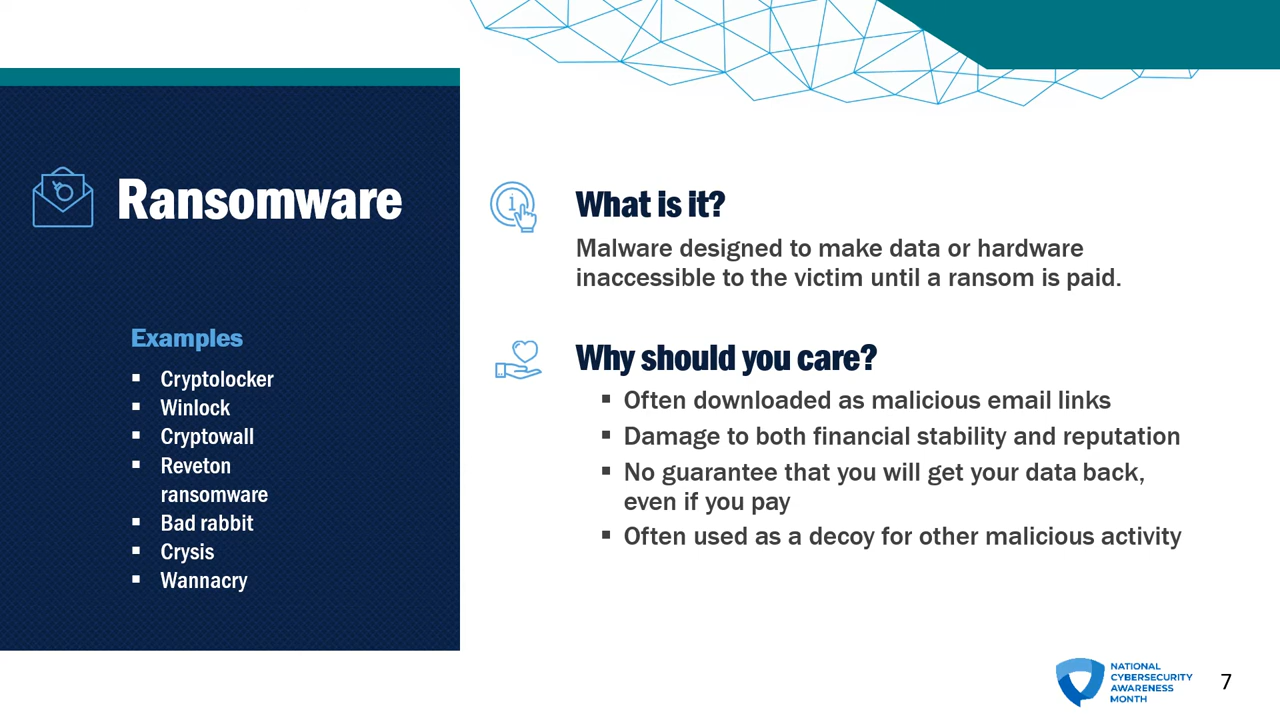 Ransomware
Examples
▪ Cryptolocker
▪ Winlock
▪ Cryptowall
▪ Reveton
ransomware
▪ Bad rabbit
▪ Crysis
▪ Wannacry
What is it?
Malware designed to make data or hardware
inaccessible to the victim until a ransom is paid.
Why should you care?
▪ Often downloaded as malicious email links
▪ Damage to both financial stability and reputation
▪ No guarantee that you will get your data back,
even if you pay
▪ Often used as a decoy for other malicious activity
NATIONAL
CYBERSECURITY
AWARENESS
MONTH
7